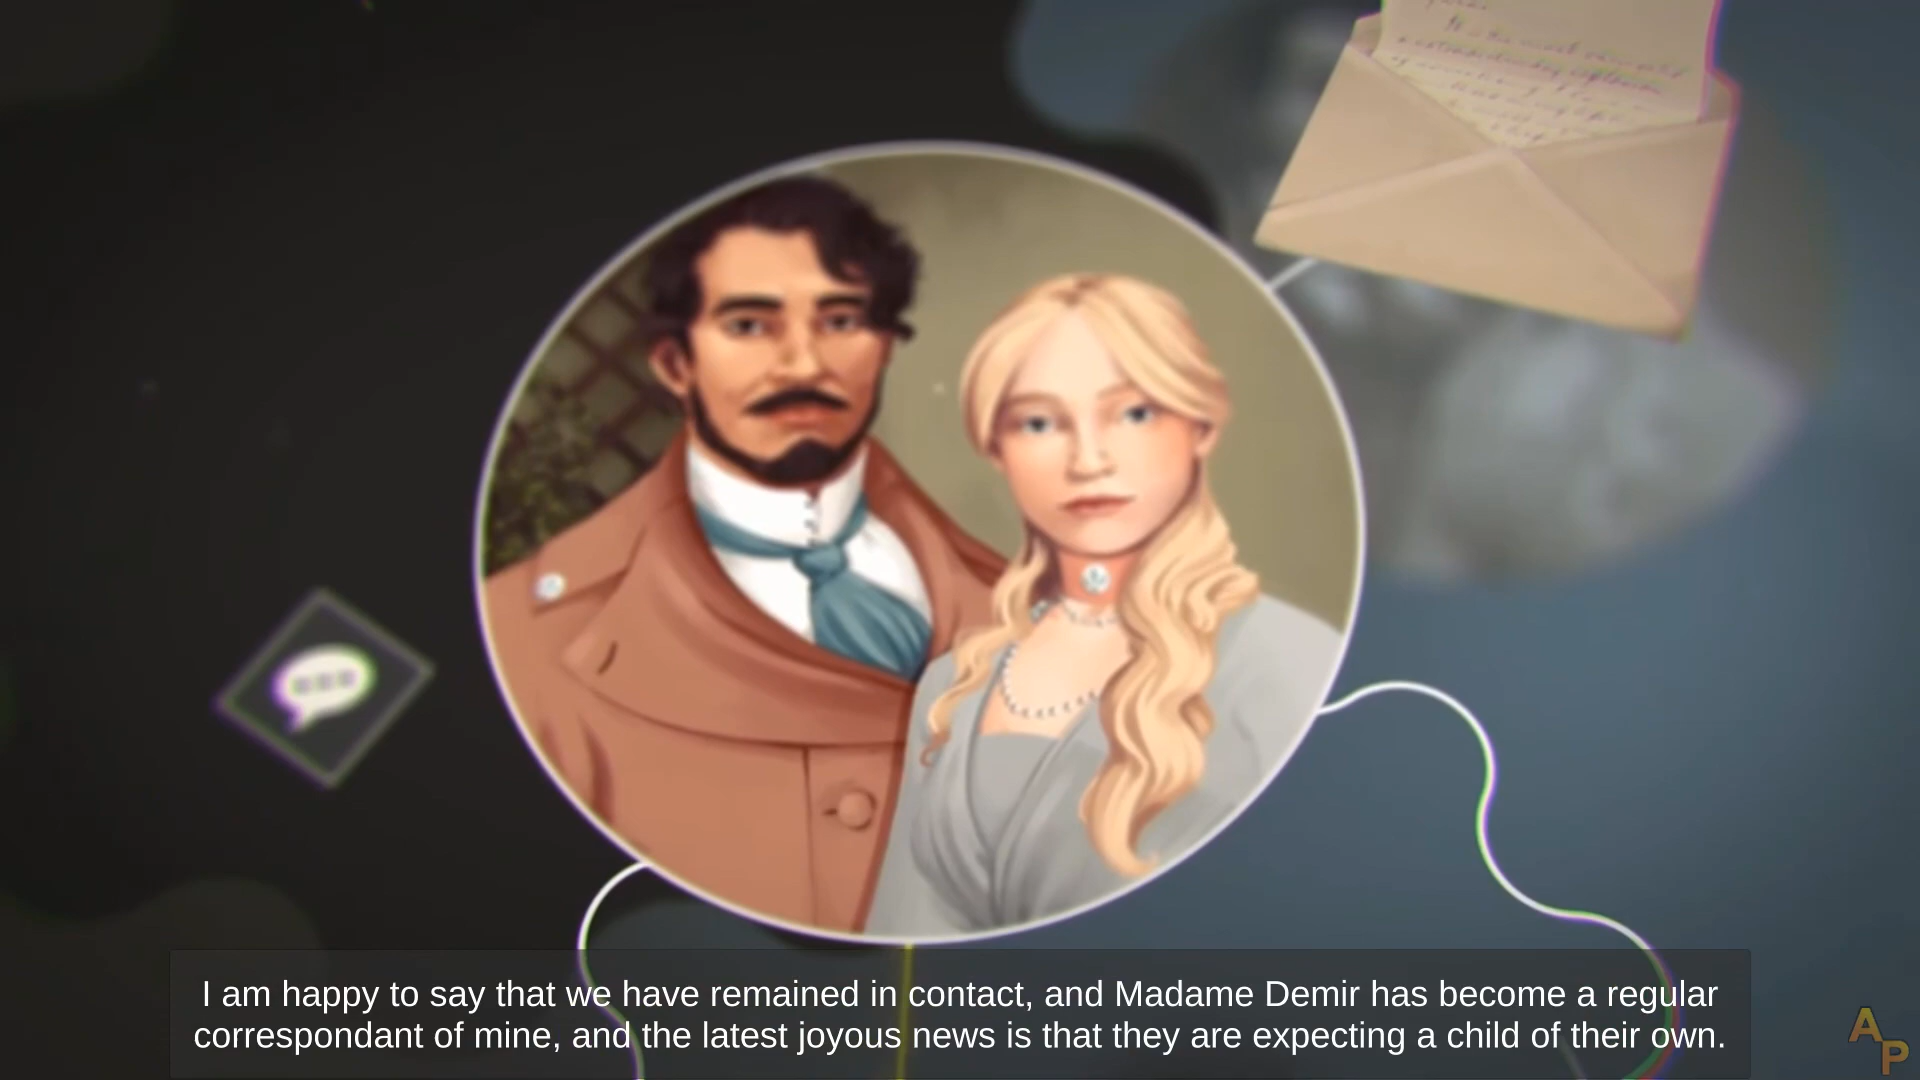 I am happy to say that we have remained in contact, and Madame Demir has become a regular
correspondant of mine, and the latest joyous news is that they are expecting a child of their own.
A
P